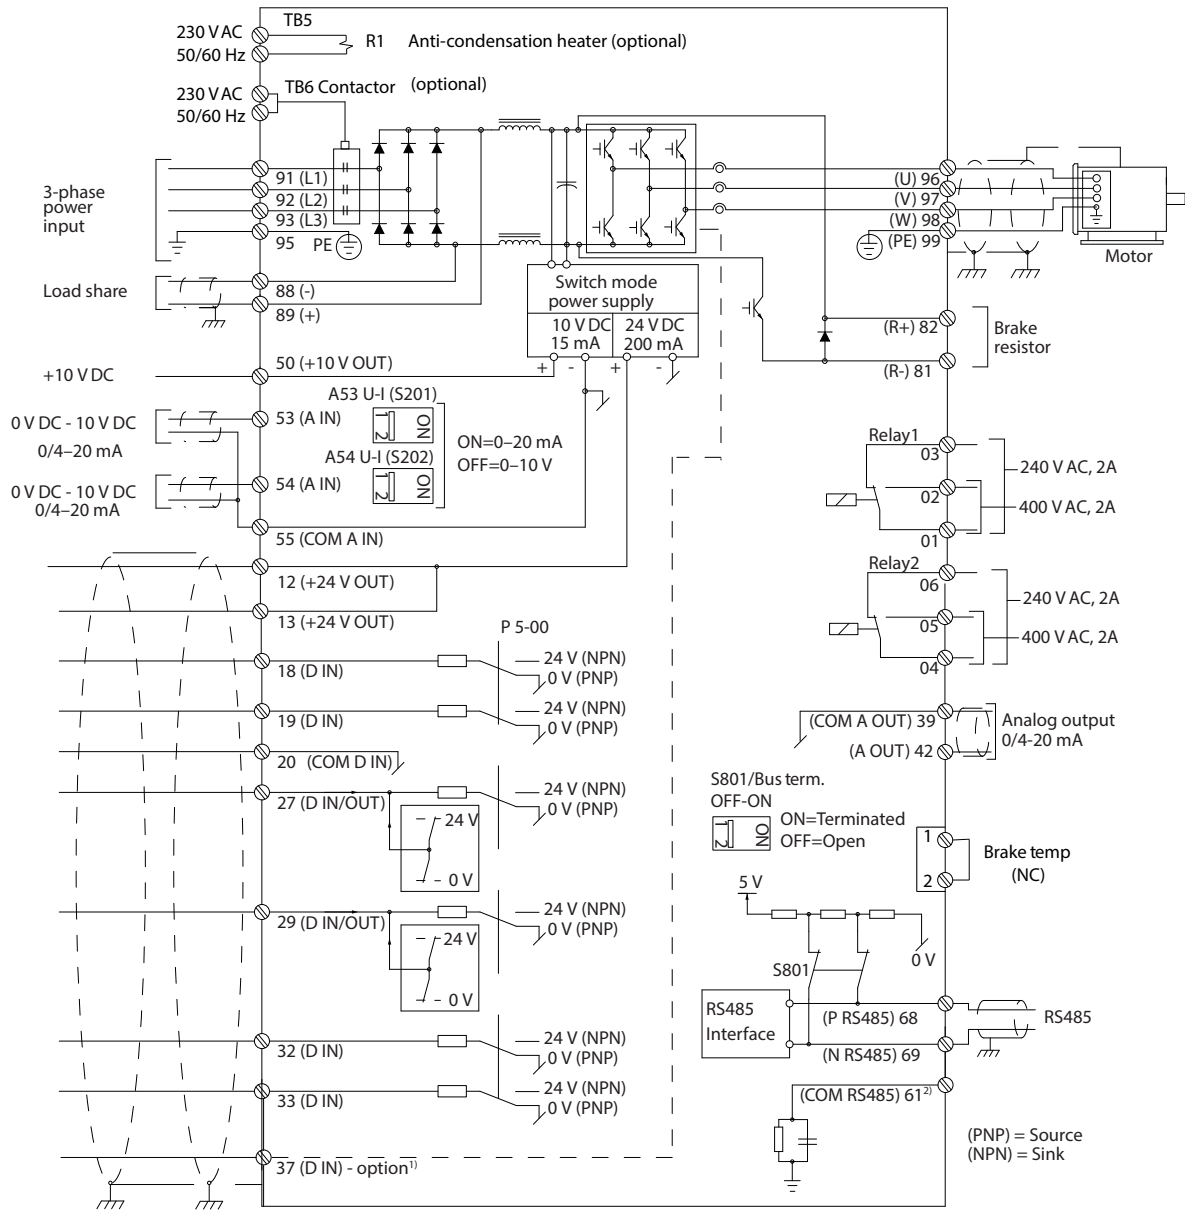 TB5
230 V AC
50/60 Hz
R1
Anti-condensation heater (optional)
TB6 Contactor
(optional)
230 V AC
50/60 Hz
3-phase
power
input
91 (L1)
92 (L2)
93 (L3)
95
PE
(U) 96
(V) 97
(W) 98
(PE) 99
Motor
Load share
88 (-)
89 (+)
Switch mode
power supply
10 V DC
15 mA
24 V DC
200 mA
+ - + -
(R+) 82
(R-) 81
Brake
resistor
+10 V DC
50 (+10 V OUT)
0 V DC - 10 V DC
0/4–20 mA
53 (A IN)
A53 U-I (S201)
1 2
ON
ON=0–20 mA
OFF=0–10 V
A54 U-I (S202)
1 2
ON
0 V DC - 10 V DC
0/4–20 mA
54 (A IN)
55 (COM A IN)
Relay1
03
02
01
240 V AC, 2A
400 V AC, 2A
Relay2
06
05
04
240 V AC, 2A
400 V AC, 2A
12 (+24 V OUT)
13 (+24 V OUT)
P 5-00
18 (D IN)
24 V (NPN)
0 V (PNP)
19 (D IN)
24 V (NPN)
0 V (PNP)
20 (COM D IN)
27 (D IN/OUT)
24 V (NPN)
0 V (PNP)
24 V
0 V
29 (D IN/OUT)
24 V (NPN)
0 V (PNP)
24 V
0 V
32 (D IN)
24 V (NPN)
0 V (PNP)
33 (D IN)
24 V (NPN)
0 V (PNP)
37 (D IN) - option1)
(COM A OUT) 39
(A OUT) 42
Analog output
0/4-20 mA
S801/Bus term.
OFF-ON
1 2
ON
ON=Terminated
OFF=Open
1
2
Brake temp
(NC)
5 V
0 V
S801
RS485
Interface
(P RS485) 68
(N RS485) 69
RS485
(COM RS485) 612)
(PNP) = Source
(NPN) = Sink